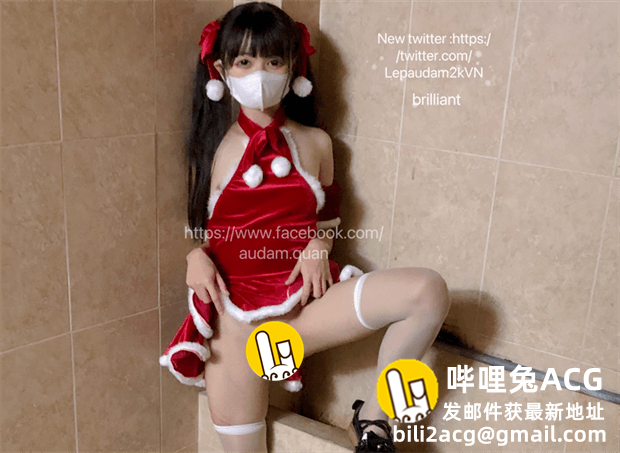 New twitter :https:/
/twitter.com/
Lepaudam2kVN
brilliant
https://www.facebook.com/
audam.quan
哔哩兔ACG
发邮件获最新地址
bili2acg@gmail.com